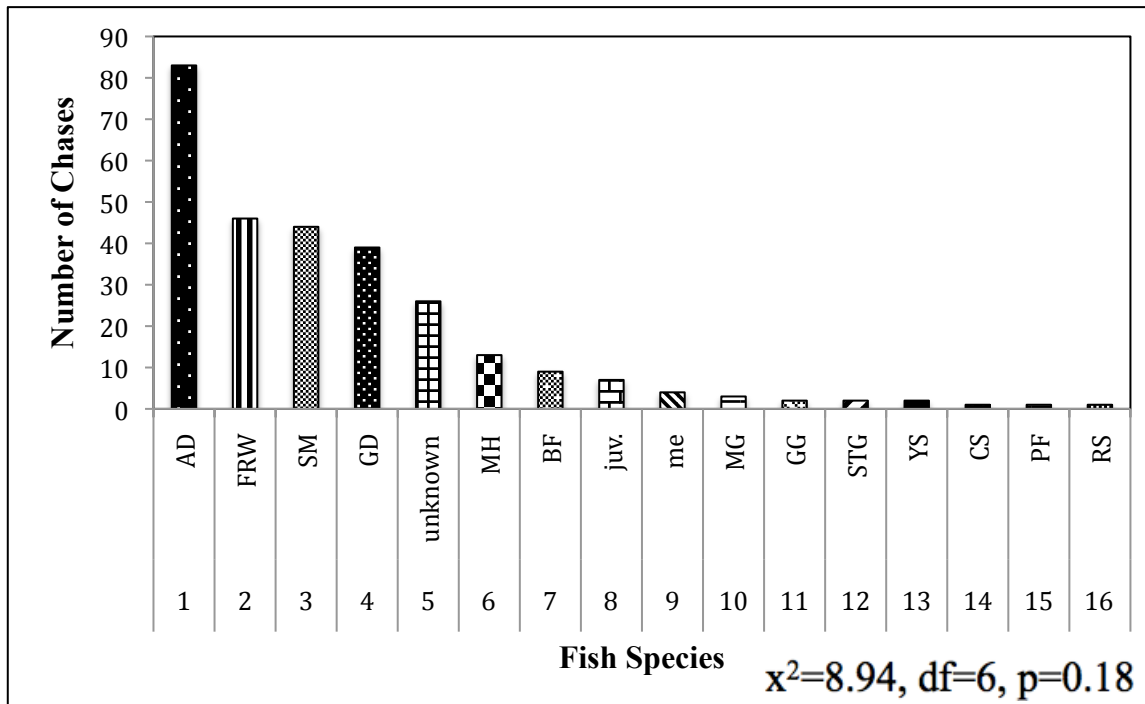 90
80
70
60
50
40
30
20
10
0
Number of Chases
AD FRW SM GD unknown MH BF juv. me MG GG STG YS CS PF RS
1 2 3 4 5 6 7 8 9 10 11 12 13 14 15 16
Fish Species
x²=8.94, df=6, p=0.18